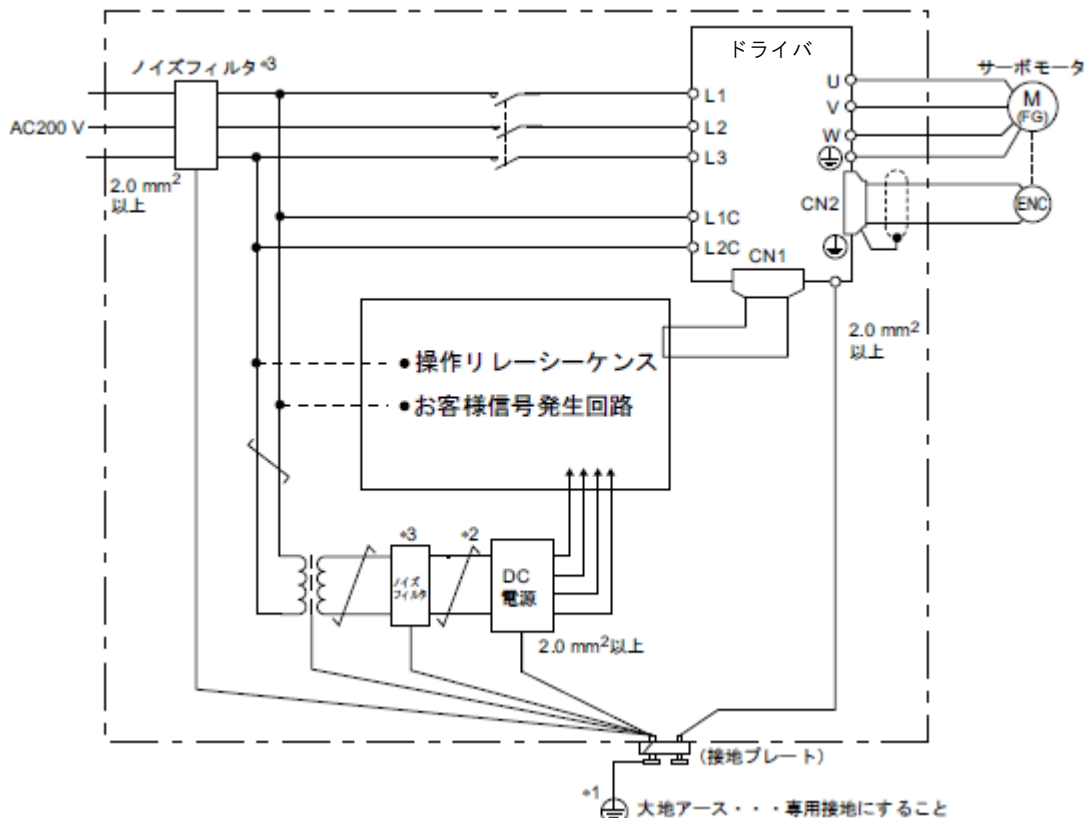 ドライバ
ノイズフィルタ*3
サーボモータ
AC200 V
2.0 mm2
以上
L1
L2
L3
L1C
L2C
U
V
W
M
(FG)
CN2
ENC
CN1
2.0 mm2
以上
●操作リレーシーケンス
●お客様信号発生回路
*3
*2
ノイズ
フィルタ
DC
電源
2.0 mm2以上
(接地プレート)
*1
大地アース・・・専用接地にすること